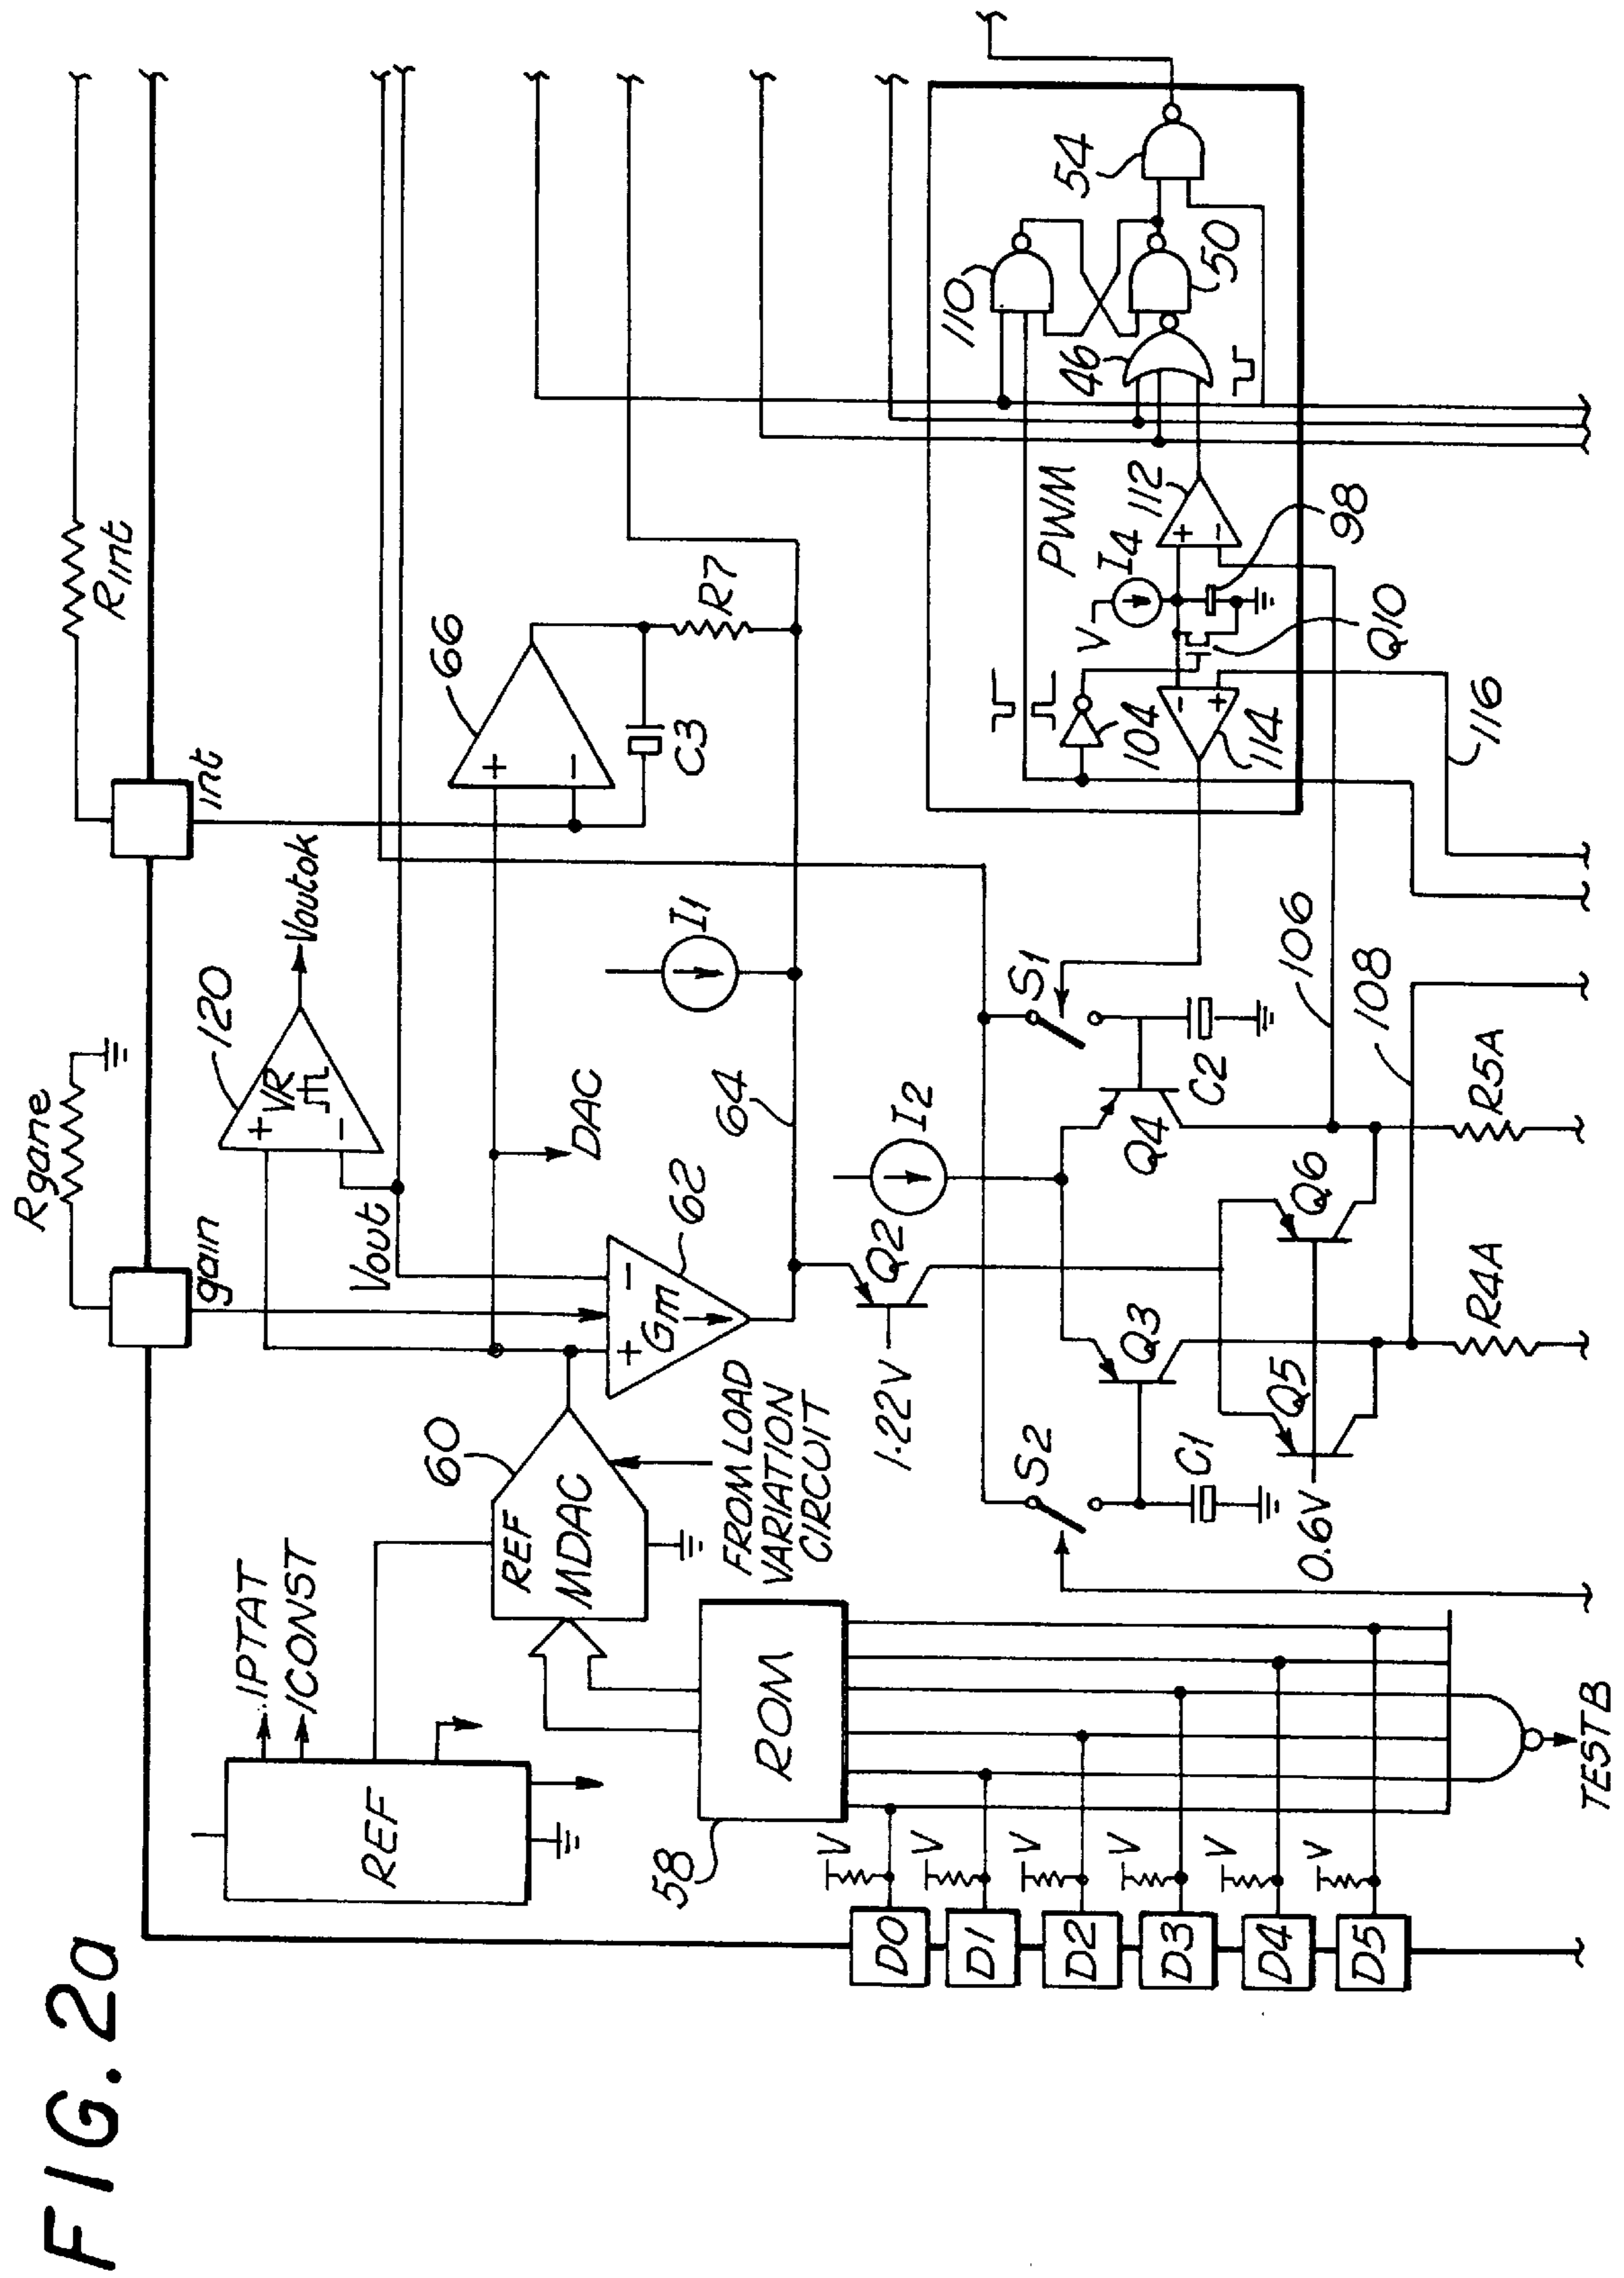 FIG. 2a
Rgane
Rint
gain
int
120
VR
+
−
Voutok
Vout
IPTAT
ICONST
REF
60
REF
MDAC
FROM LOAD
VARIATION
CIRCUIT
+
Gm
−
62
DAC
64
66
+
−
C3
R7
I1
58
ROM
V
V
V
V
V
V
D0
D1
D2
D3
D4
D5
TESTB
1.22V
Q2
I2
S2
S1
Q3
Q4
C1
C2
0.6V
Q5
Q6
R4A
R5A
106
108
PWM
110
54
46
50
104
V
I4
112
+
−
−
+
114
98
Q10
116